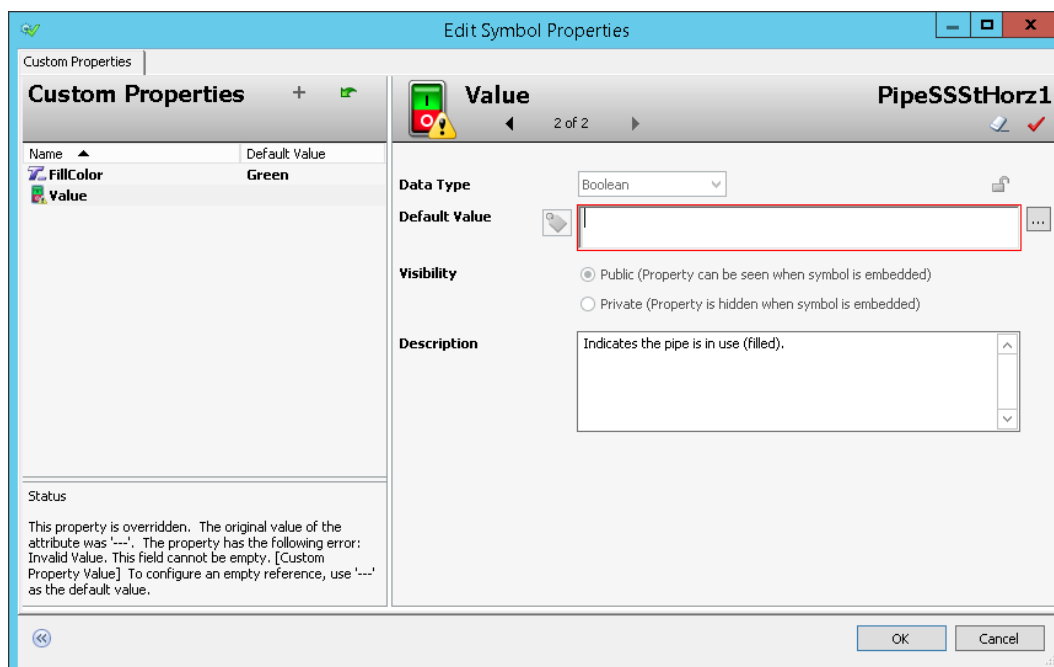 Edit Symbol Properties
Custom Properties
Custom Properties
Name Default Value
FillColor Green
Value
Status
This property is overridden. The original value of the
attribute was '---'. The property has the following error:
Invalid Value. This field cannot be empty. [Custom
Property Value] To configure an empty reference, use '---'
as the default value.
Value PipeSSStHorz1
2 of 2
Data Type Boolean
Default Value ...
Visibility Public (Property can be seen when symbol is embedded)
Private (Property is hidden when symbol is embedded)
Description Indicates the pipe is in use (filled).
OK Cancel